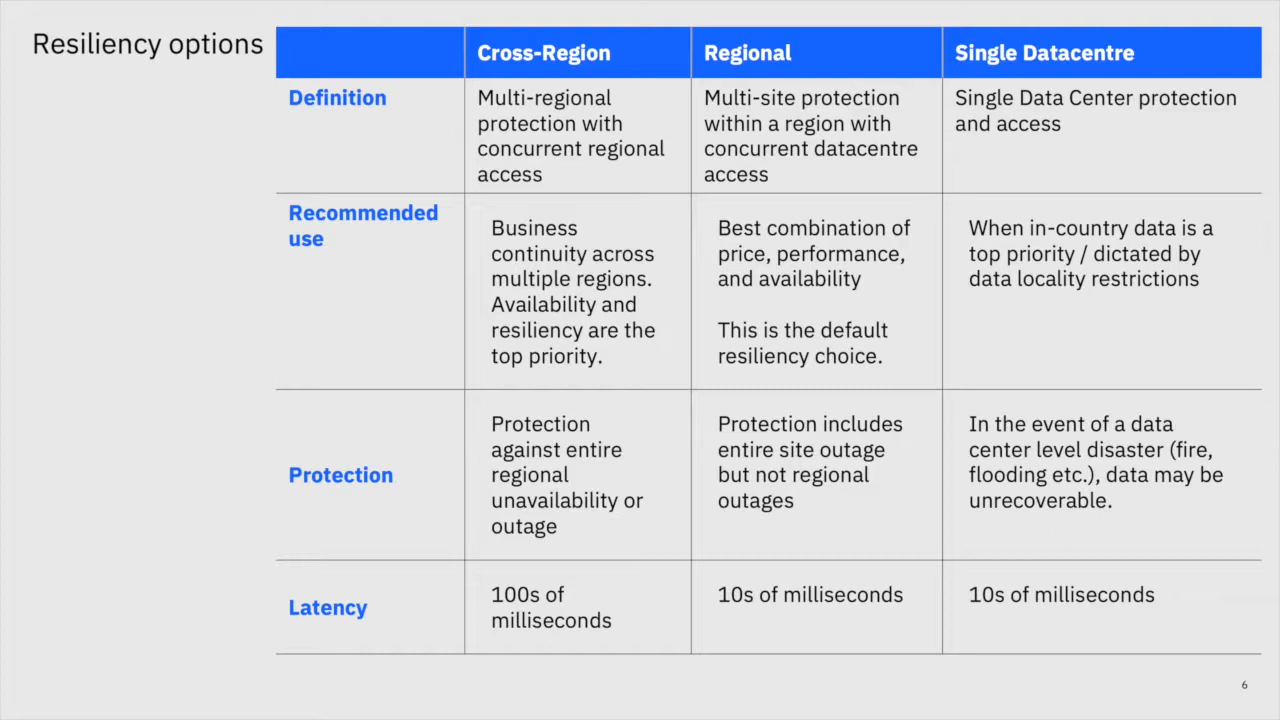 Resiliency options
Cross-Region
Regional
Single Datacentre
Definition
Multi-regional
protection with
concurrent regional
access
Multi-site protection
within a region with
concurrent datacentre
access
Single Data Center protection
and access
Recommended
use
Business
continuity across
multiple regions.
Availability and
resiliency are the
top priority.
Best combination of
price, performance,
and availability
This is the default
resiliency choice.
When in-country data is a
top priority / dictated by
data locality restrictions
Protection
Protection
against entire
regional
unavailability or
outage
Protection includes
entire site outage
but not regional
outages
In the event of a data
center level disaster (fire,
flooding etc.), data may be
unrecoverable.
Latency
100s of
milliseconds
10s of milliseconds
10s of milliseconds
6